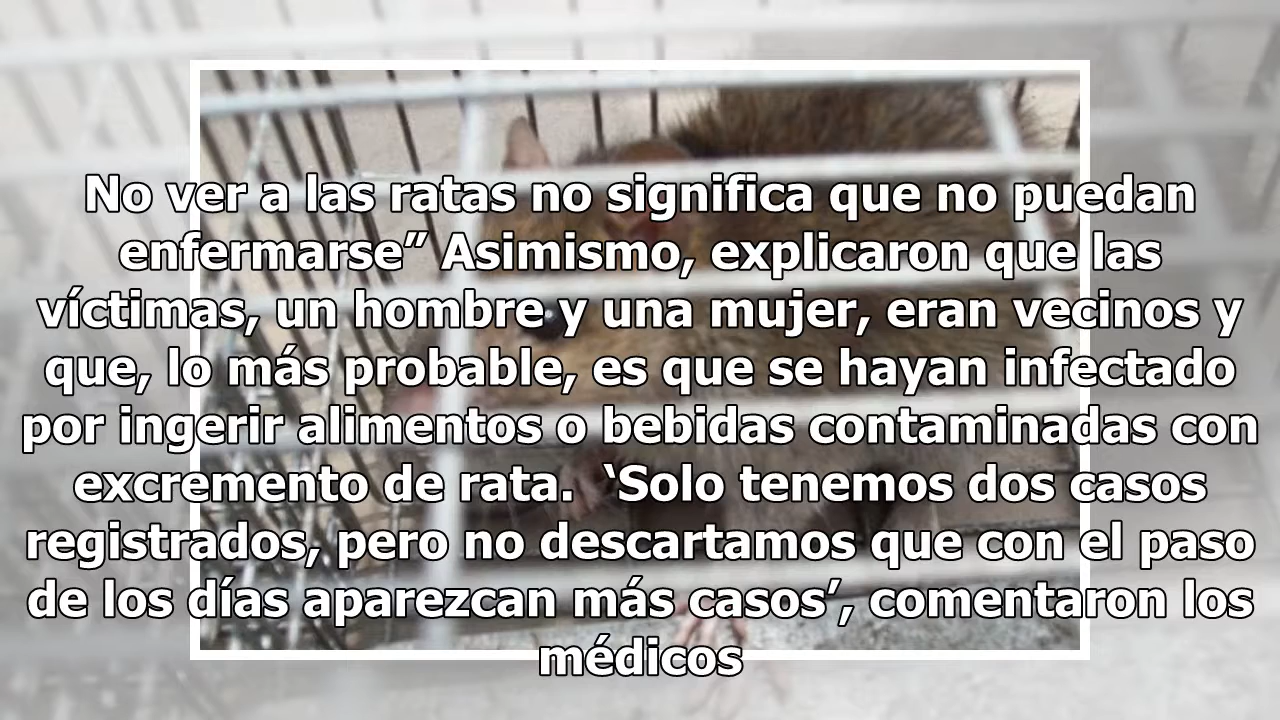 No ver a las ratas no significa que no puedan
enfermarse” Asimismo, explicaron que las
víctimas, un hombre y una mujer, eran vecinos y
que, lo más probable, es que se hayan infectado
por ingerir alimentos o bebidas contaminadas con
excremento de rata.  ‘Solo tenemos dos casos
registrados, pero no descartamos que con el paso
de los días aparezcan más casos’, comentaron los
médicos